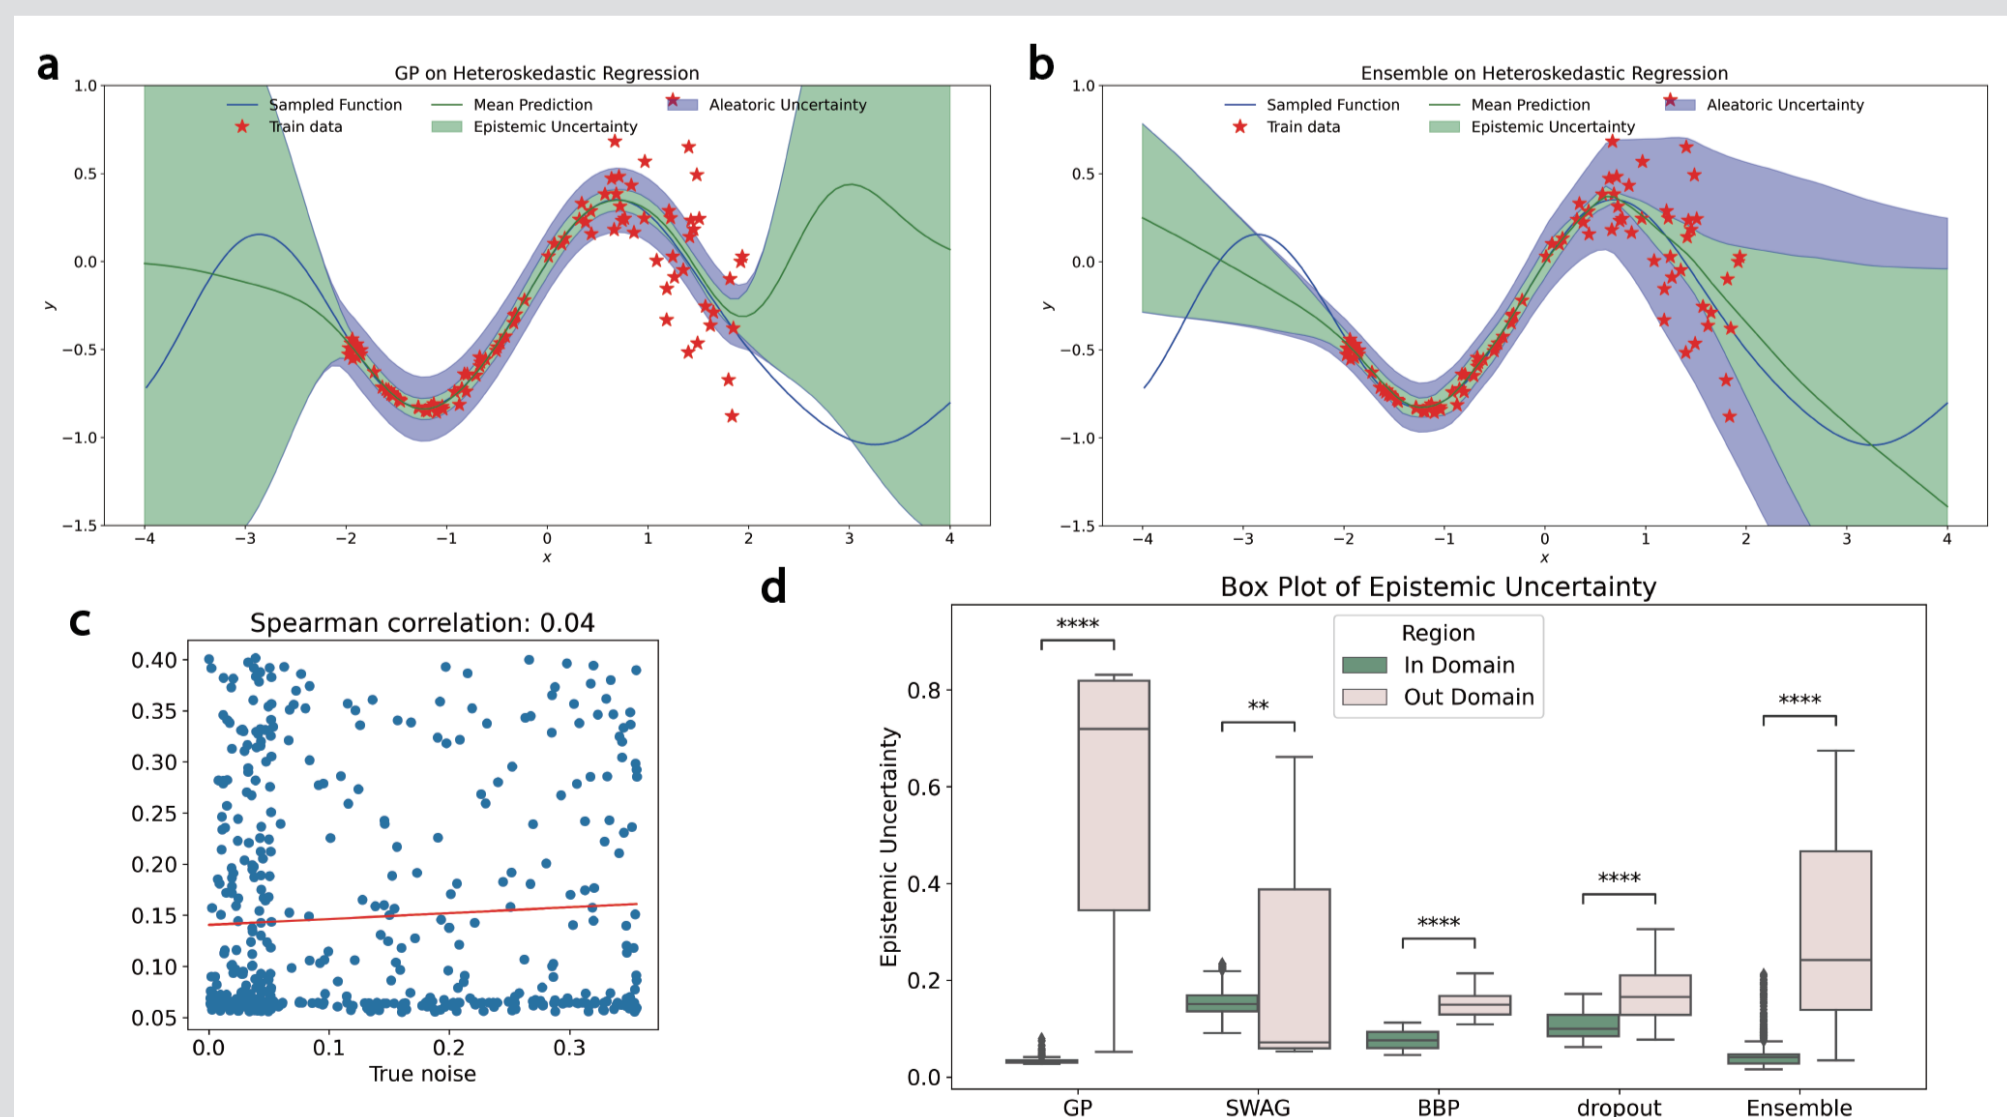 a
GP on Heteroskedastic Regression
Sampled Function
Mean Prediction
Aleatoric Uncertainty
Train data
Epistemic Uncertainty
1.0
0.5
0.0
−0.5
−1.0
−1.5
y
−4 −3 −2 −1 0 1 2 3 4
x
b
Ensemble on Heteroskedastic Regression
Sampled Function
Mean Prediction
Aleatoric Uncertainty
Train data
Epistemic Uncertainty
1.0
0.5
0.0
−0.5
−1.0
−1.5
y
−4 −3 −2 −1 0 1 2 3 4
x
c
Spearman correlation: 0.04
0.40
0.35
0.30
0.25
0.20
0.15
0.10
0.05
0.0 0.1 0.2 0.3
True noise
d
Box Plot of Epistemic Uncertainty
Region
In Domain
Out Domain
****
**
****
****
****
Epistemic Uncertainty
0.8
0.6
0.4
0.2
0.0
GP SWAG BBP dropout Ensemble